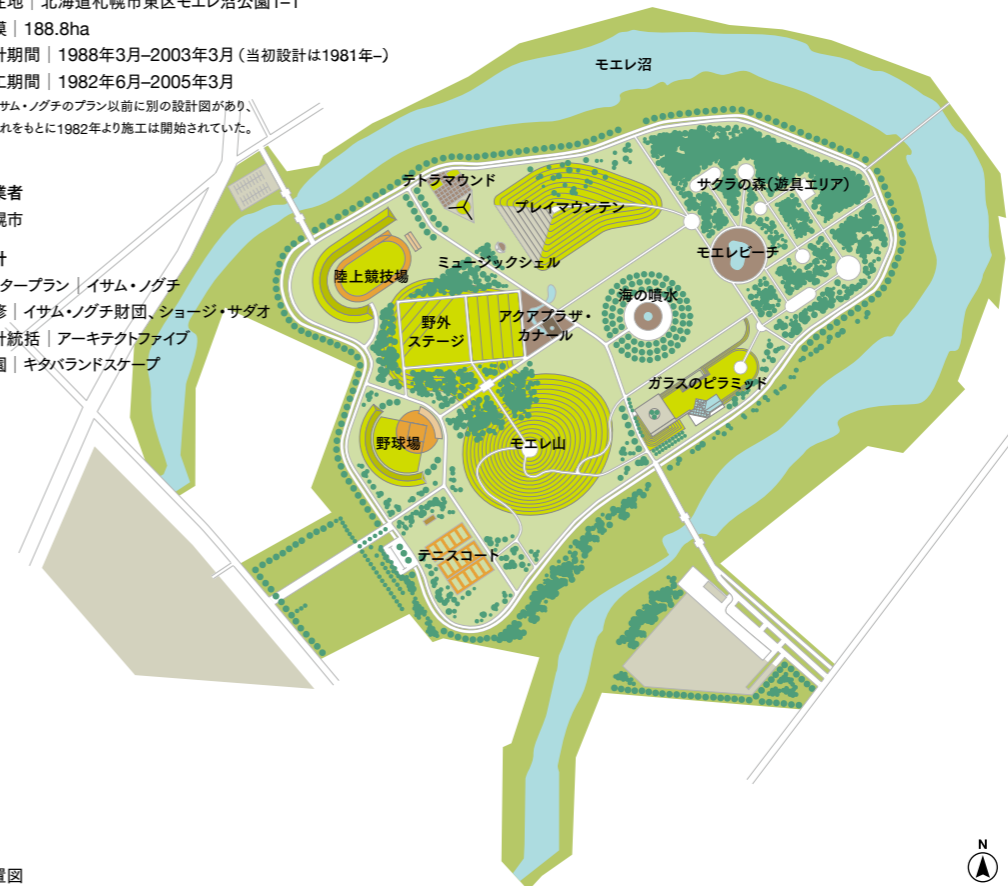 在地｜北海道札幌市東区モエレ沼公園1−1
模｜188.8ha
計期間｜1988年3月–2003年3月（当初設計は1981年–）
工期間｜1982年6月–2005年3月
サム・ノグチのプラン以前に別の設計図があり、
れをもとに1982年より施工は開始されていた。
業者
幌市
計
タープラン｜イサム・ノグチ
修｜イサム・ノグチ財団、ショージ・サダオ
計統括｜アーキテクトファイブ
園｜キタバランドスケープ
モエレ沼
テトラマウンド
プレイマウンテン
サクラの森（遊具エリア）
ミュージックシェル
モエレビーチ
陸上競技場
海の噴水
野外
ステージ
アクアプラザ・
カナール
ガラスのピラミッド
野球場
モエレ山
テニスコート
置図
N